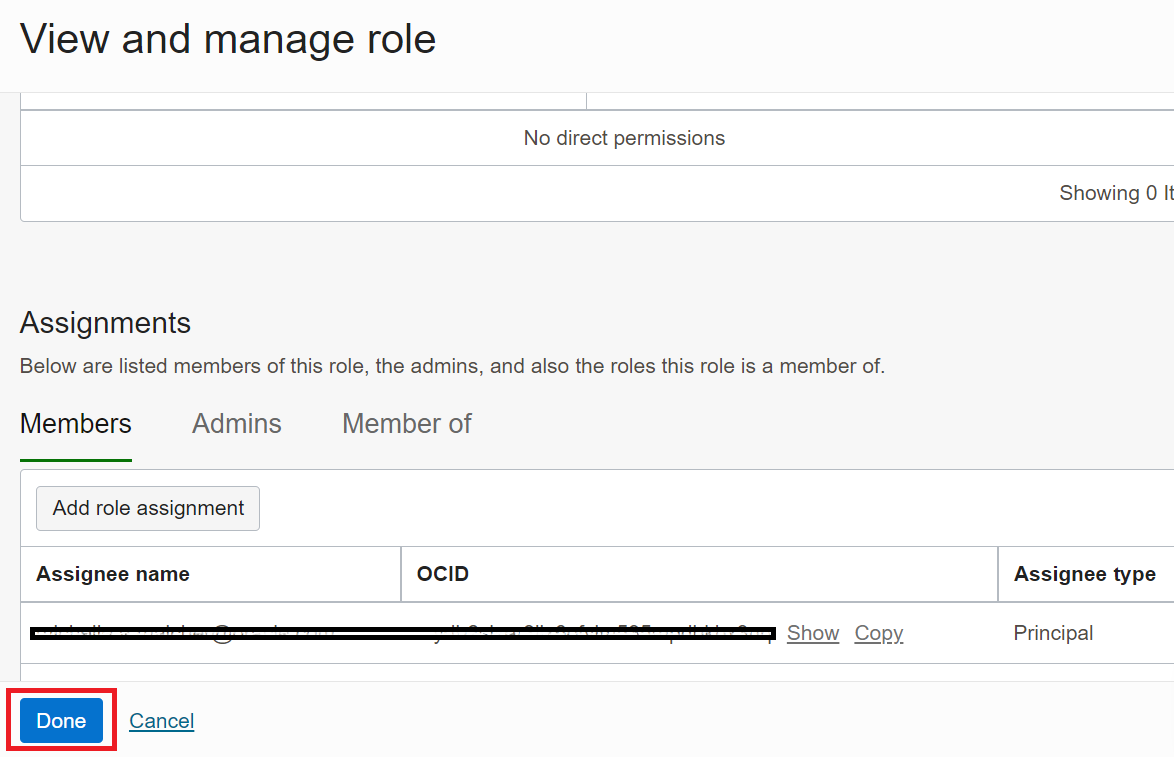 View and manage role
No direct permissions
Showing 0 It
Assignments
Below are listed members of this role, the admins, and also the roles this role is a member of.
Members Admins Member of
Add role assignment
Assignee name OCID Assignee type
Show Copy Principal
Done Cancel